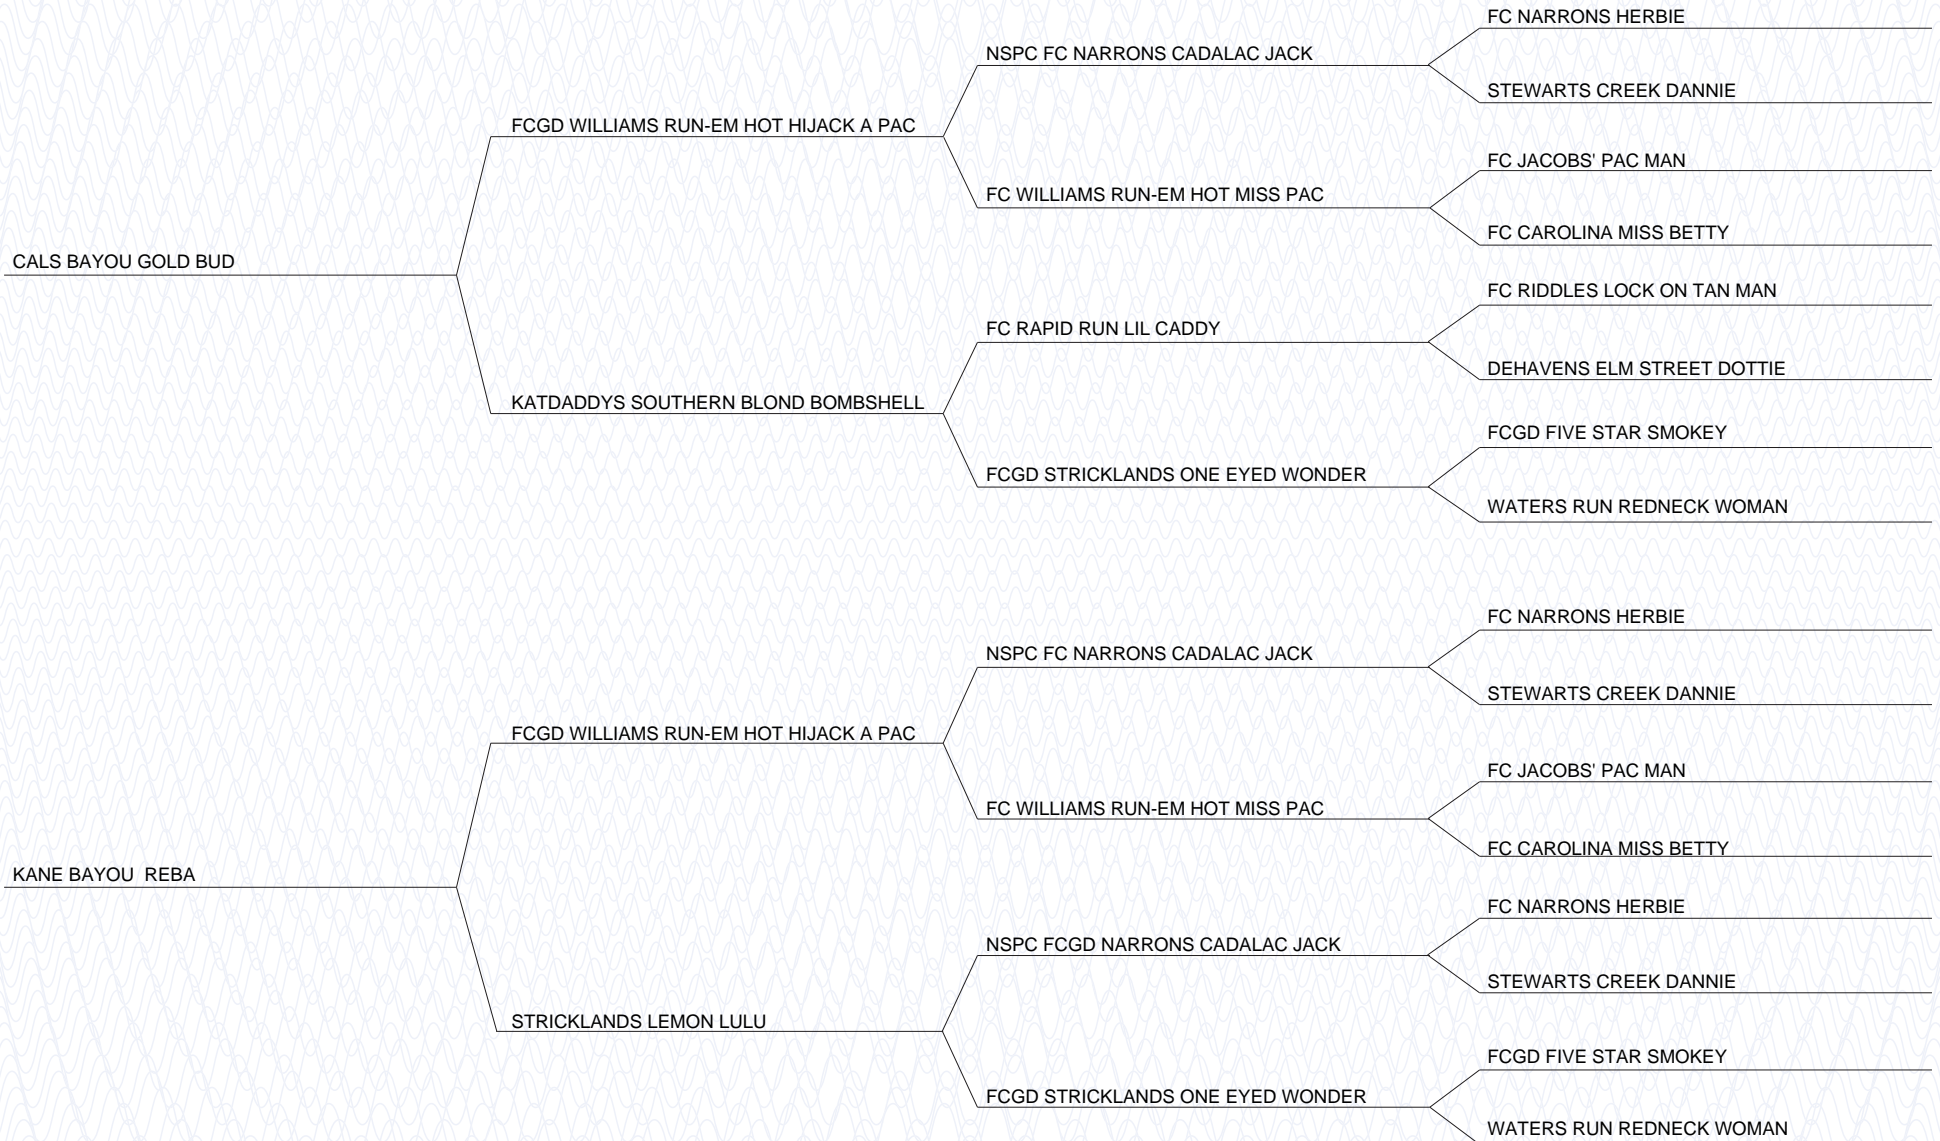 FC NARRONS HERBIE
NSPC FC NARRONS CADALAC JACK
STEWARTS CREEK DANNIE
FCGD WILLIAMS RUN-EM HOT HIJACK A PAC
FC JACOBS' PAC MAN
FC WILLIAMS RUN-EM HOT MISS PAC
FC CAROLINA MISS BETTY
CALS BAYOU GOLD BUD
FC RIDDLES LOCK ON TAN MAN
FC RAPID RUN LIL CADDY
DEHAVENS ELM STREET DOTTIE
KATDADDYS SOUTHERN BLOND BOMBSHELL
FCGD FIVE STAR SMOKEY
FCGD STRICKLANDS ONE EYED WONDER
WATERS RUN REDNECK WOMAN
FC NARRONS HERBIE
NSPC FC NARRONS CADALAC JACK
STEWARTS CREEK DANNIE
FCGD WILLIAMS RUN-EM HOT HIJACK A PAC
FC JACOBS' PAC MAN
FC WILLIAMS RUN-EM HOT MISS PAC
FC CAROLINA MISS BETTY
KANE BAYOU  REBA
FC NARRONS HERBIE
NSPC FCGD NARRONS CADALAC JACK
STEWARTS CREEK DANNIE
STRICKLANDS LEMON LULU
FCGD FIVE STAR SMOKEY
FCGD STRICKLANDS ONE EYED WONDER
WATERS RUN REDNECK WOMAN